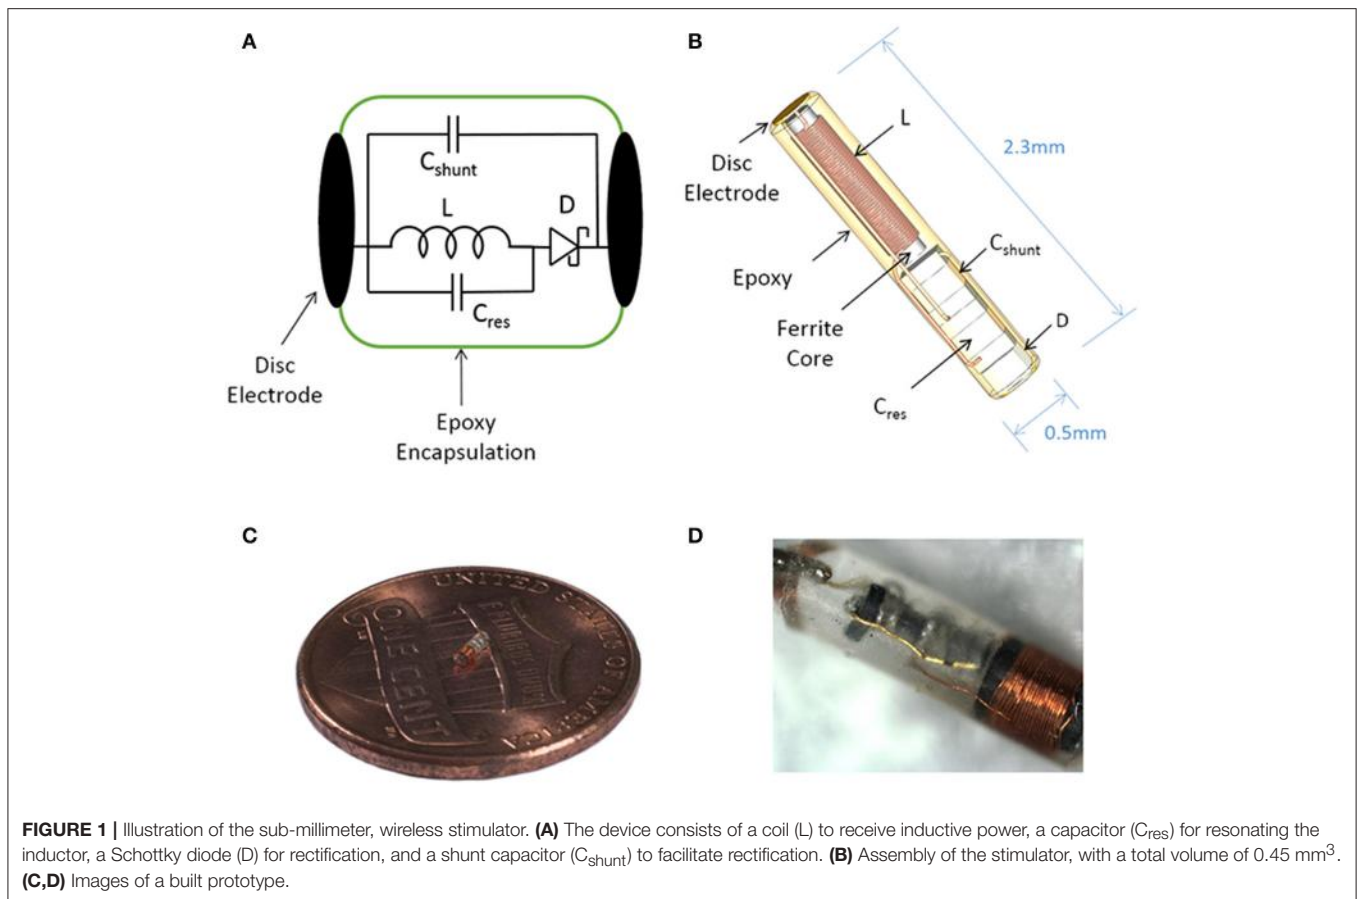 A
C_shunt
L
D
C_res
Disc
Electrode
Epoxy
Encapsulation
B
L
2.3mm
Disc
Electrode
C_shunt
Epoxy
Ferrite
Core
D
C_res
0.5mm
C
UNITED STATES OF AMERICA
E PLURIBUS UNUM
ONE CENT
D
FIGURE 1 | Illustration of the sub-millimeter, wireless stimulator. (A) The device consists of a coil (L) to receive inductive power, a capacitor (C_res) for resonating the
inductor, a Schottky diode (D) for rectification, and a shunt capacitor (C_shunt) to facilitate rectification. (B) Assembly of the stimulator, with a total volume of 0.45 mm³.
(C,D) Images of a built prototype.